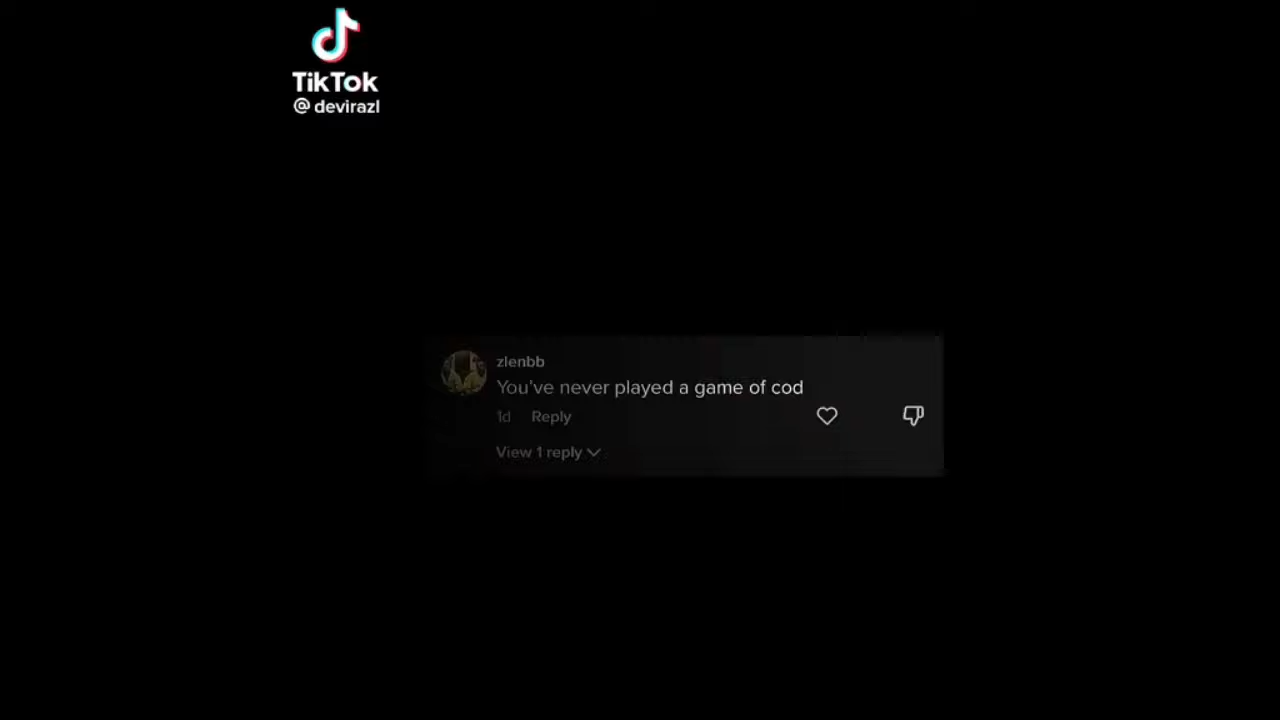 TikTok
@devirazl
zlenbb
You've never played a game of cod
1d Reply
View 1 reply